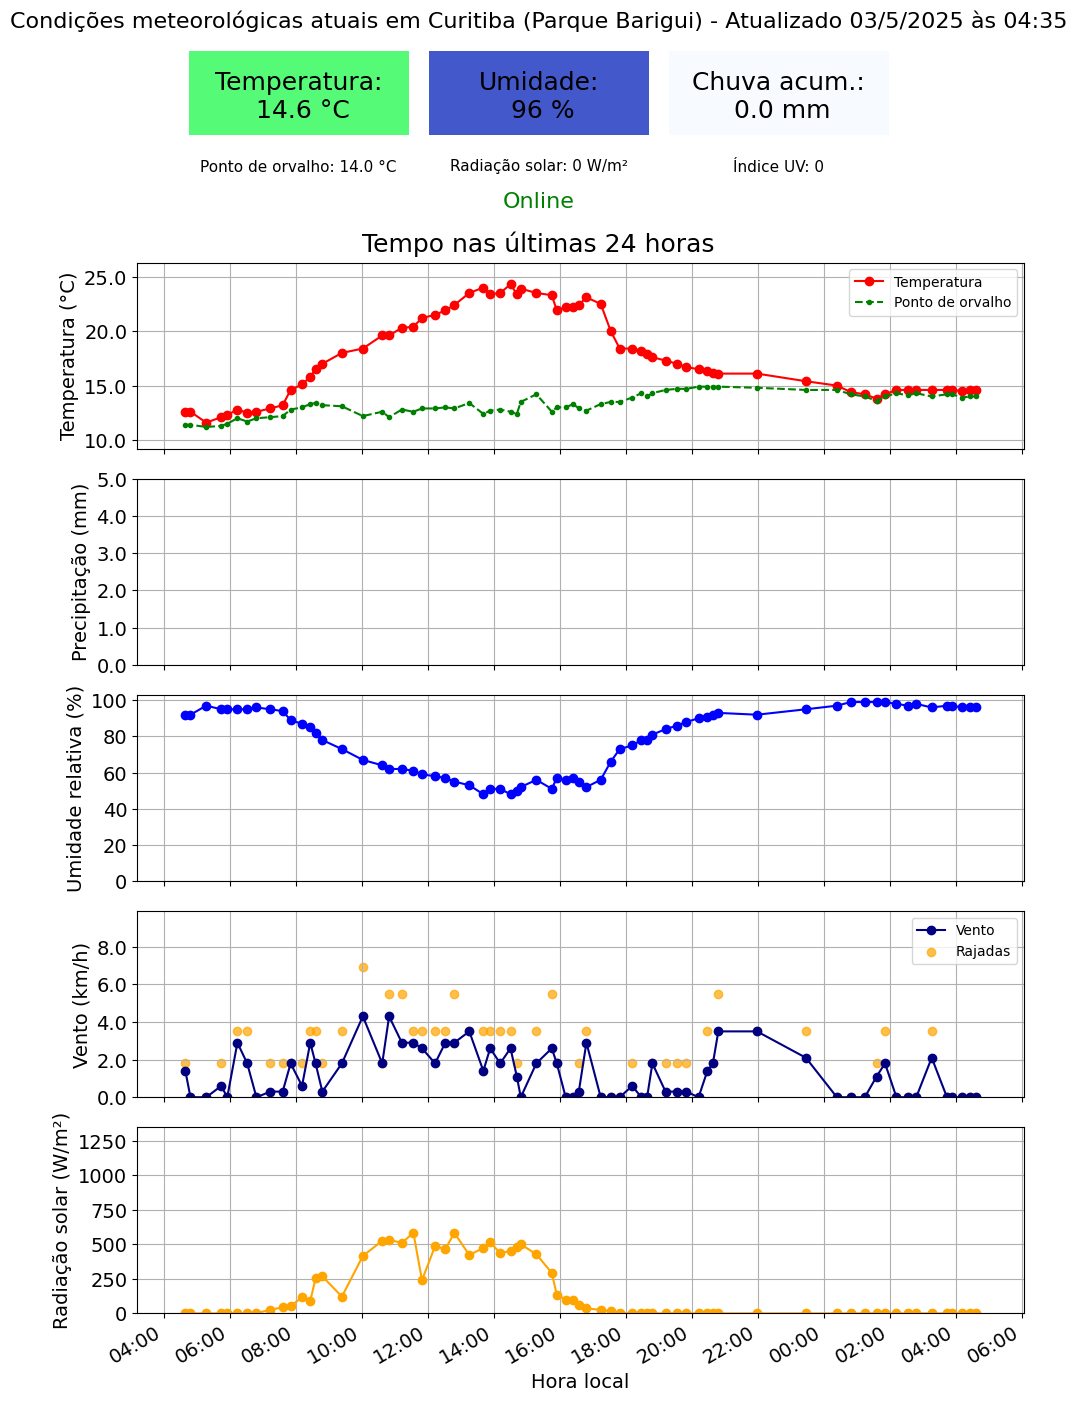 Condições meteorológicas atuais em Curitiba (Parque Barigui) - Atualizado 03/5/2025 às 04:35
Temperatura:
14.6 °C
Umidade:
96 %
Chuva acum.:
0.0 mm
Ponto de orvalho: 14.0 °C
Radiação solar: 0 W/m²
Índice UV: 0
Online
Tempo nas últimas 24 horas
Temperatura (°C)
25.0
20.0
15.0
10.0
Temperatura
Ponto de orvalho
Precipitação (mm)
5.0
4.0
3.0
2.0
1.0
0.0
Umidade relativa (%)
100
80
60
40
20
0
Vento (km/h)
8.0
6.0
4.0
2.0
0.0
Vento
Rajadas
Radiação solar (W/m²)
1250
1000
750
500
250
0
04:00
06:00
08:00
10:00
12:00
14:00
16:00
18:00
20:00
22:00
00:00
02:00
04:00
06:00
Hora local